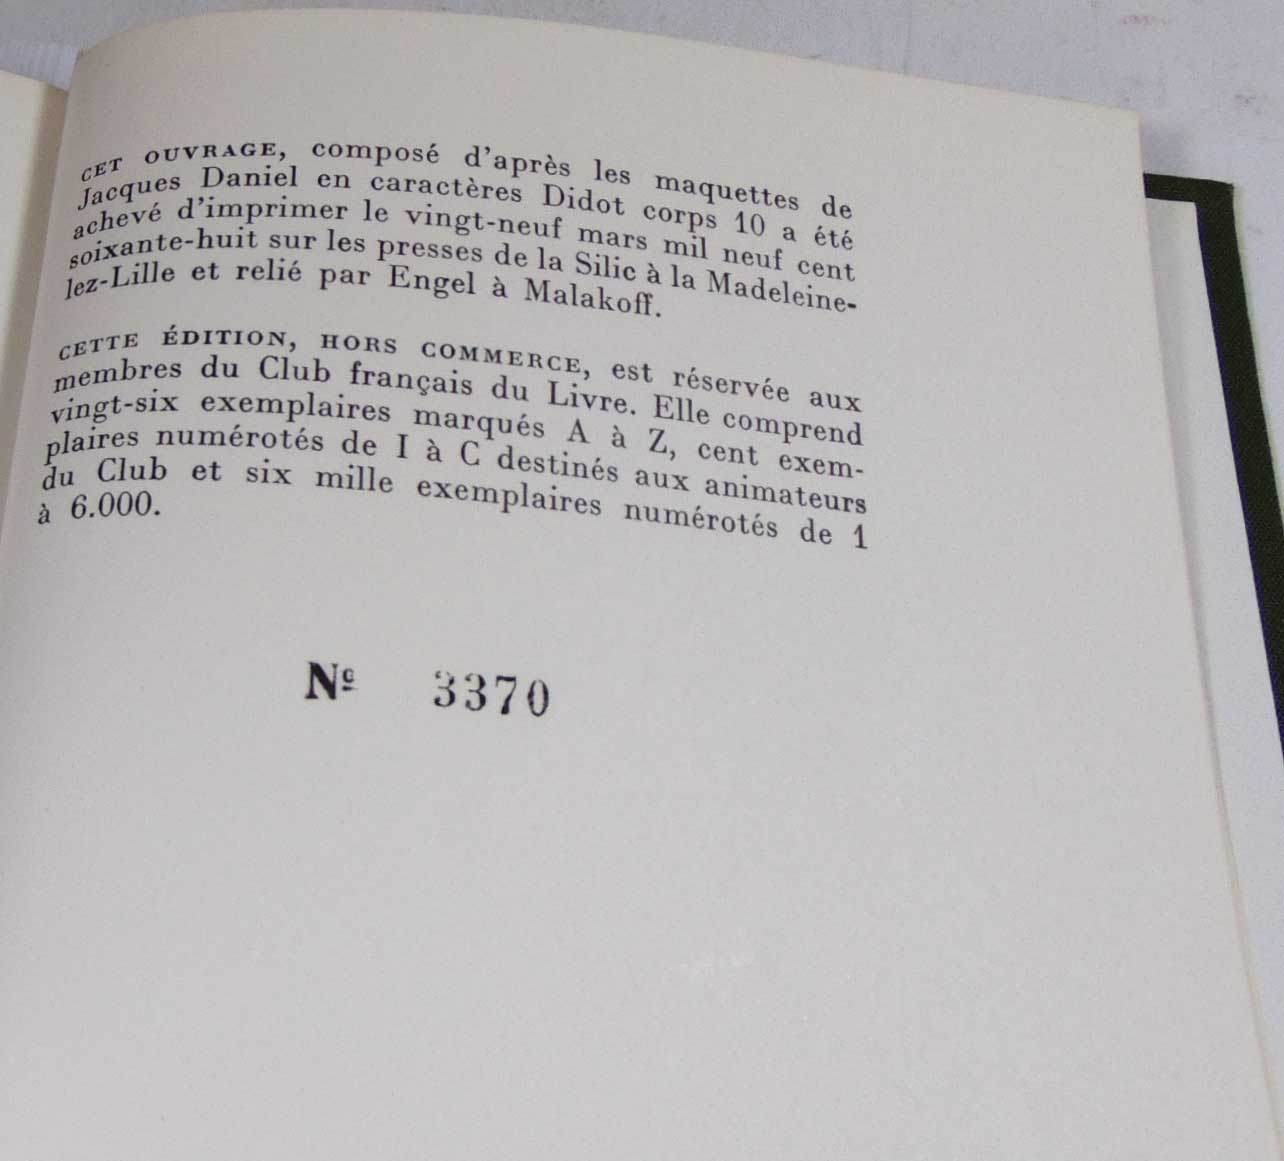 CET OUVRAGE, composé d'après les maquettes de
Jacques Daniel en caractères Didot corps 10 a été
achevé d'imprimer le vingt-neuf mars mil neuf cent
soixante-huit sur les presses de la Silic à la Madeleine-
lez-Lille et relié par Engel à Malakoff.
CETTE ÉDITION, HORS COMMERCE, est réservée aux
membres du Club français du Livre. Elle comprend
vingt-six exemplaires marqués A à Z, cent exem-
plaires numérotés de I à C destinés aux animateurs
du Club et six mille exemplaires numérotés de 1
à 6.000.
Nº 3370